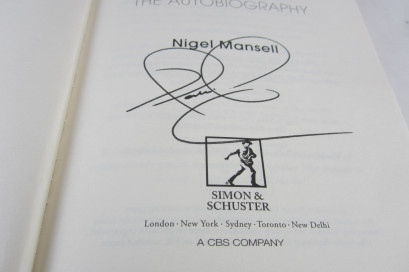 THE AUTOBIOGRAPHY
Nigel Mansell
SIMON &
SCHUSTER
London · New York · Sydney · Toronto · New Delhi
A CBS COMPANY